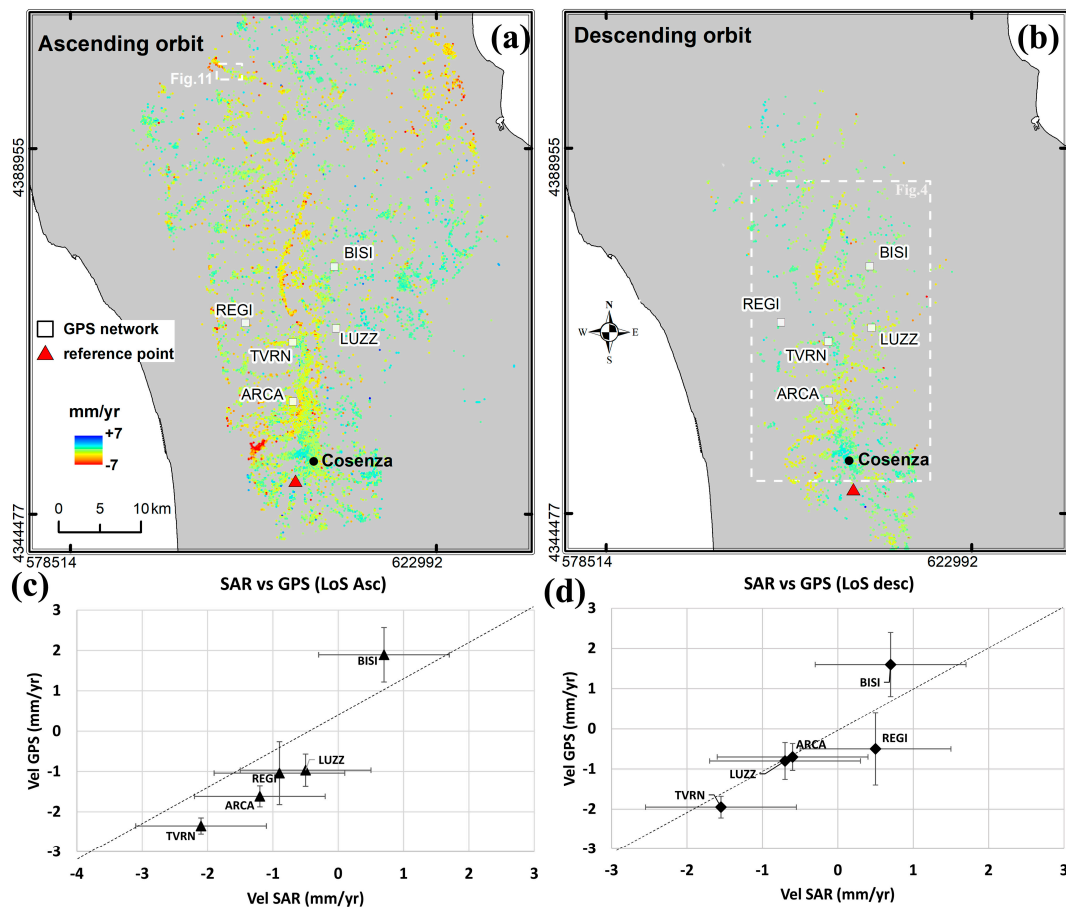 Ascending orbit
(a)
Fig.11
4388955
BISI
REGI
GPS network
LUZZ
reference point
TVRN
ARCA
mm/yr
+7
-7
Cosenza
0 5 10 km
4344477
578514
622992
Descending orbit
(b)
4388955
Fig.4
BISI
REGI
N
W E
S
LUZZ
TVRN
ARCA
Cosenza
4344477
578514
622992
(c)
SAR vs GPS (LoS Asc)
3
2
1
0
-1
-2
-3
Vel GPS (mm/yr)
BISI
LUZZ
REGI
ARCA
TVRN
-4 -3 -2 -1 0 1 2 3
Vel SAR (mm/yr)
(d)
SAR vs GPS (LoS desc)
3
2
1
0
-1
-2
-3
Vel GPS (mm/yr)
BISI
REGI
ARCA
LUZZ
TVRN
-3 -2 -1 0 1 2 3
Vel SAR (mm/yr)